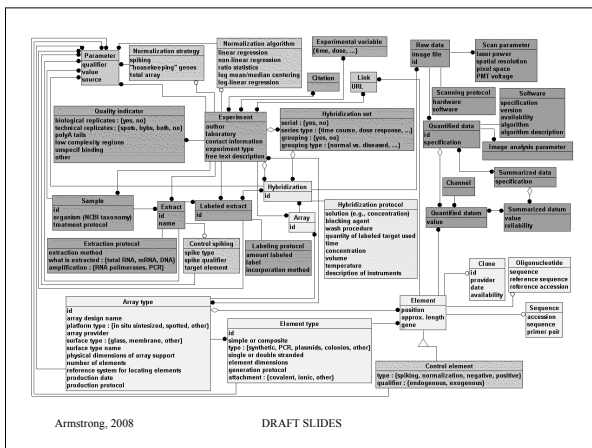 Parameter
qualifier
value
source
Normalization strategy
spiking
"housekeeping" genes
total array
Normalization algorithm
linear regression
non-linear regression
ratio statistics
log mean/median centering
log-linear regression
Experimental variable
{time, dose, ...}
Citation
Link
URL
Raw data
image file
id
Scan parameter
laser power
spatial resolution
pixel space
PMT voltage
Quality indicator
biological replicates : {yes, no}
technical replicates : {spots, hybs, both, no}
polyA tails
low complexity regions
unspecif binding
other
Experiment
author
laboratory
contact information
experiment type
free text description
Hybridization set
serial : {yes, no}
series type : {time couse, dose response, ...}
grouping : {yes, no}
grouping type : {normal vs. diseased, ...}
Scanning protocol
hardware
software
Software
specification
version
availability
algorithm
algorithm description
Quantified data
id
specification
Image analysis parameter
Summarized data
specification
Channel
Quantified datum
value
Summarized datum
value
reliability
Sample
id
organism (NCBI taxonomy)
treatment protocol
Extract
id
name
Labeled extract
id
Hybridization
id
Array
id
Hybridization protocol
solution (e.g., concentration)
blocking agent
wash procedure
quantity of labeled target used
time
concentration
volume
temperature
description of instruments
Extraction protocol
extraction method
what is extracted : {total RNA, mRNA, DNA}
amplification : {RNA polimerases, PCR}
Control spiking
spike type
spike qualifier
target element
Labeling protocol
amount labeled
label
incorporation method
Clone
id
provider
date
availability
Oligonucleotide
sequence
reference sequence
reference accession
Array type
id
array design name
platform type : {in situ sintesized, spotted, other}
array provider
surface type : {glass, membrane, other}
surface type name
physical dimensions of array support
number of elements
reference system for locating elements
production date
production protocol
Element type
id
simple or composite
type : {synthetic, PCR, plasmids, colonies, other}
single or double stranded
element dimensions
generation protocol
attachment : {covalent, ionic, other}
Element
position
approx. length
gene
Sequence
accession
sequence
primer pair
Control element
type : {spiking, normalization, negative, positive}
qualifier : {endogenous, exogenous}
Armstrong, 2008
DRAFT SLIDES